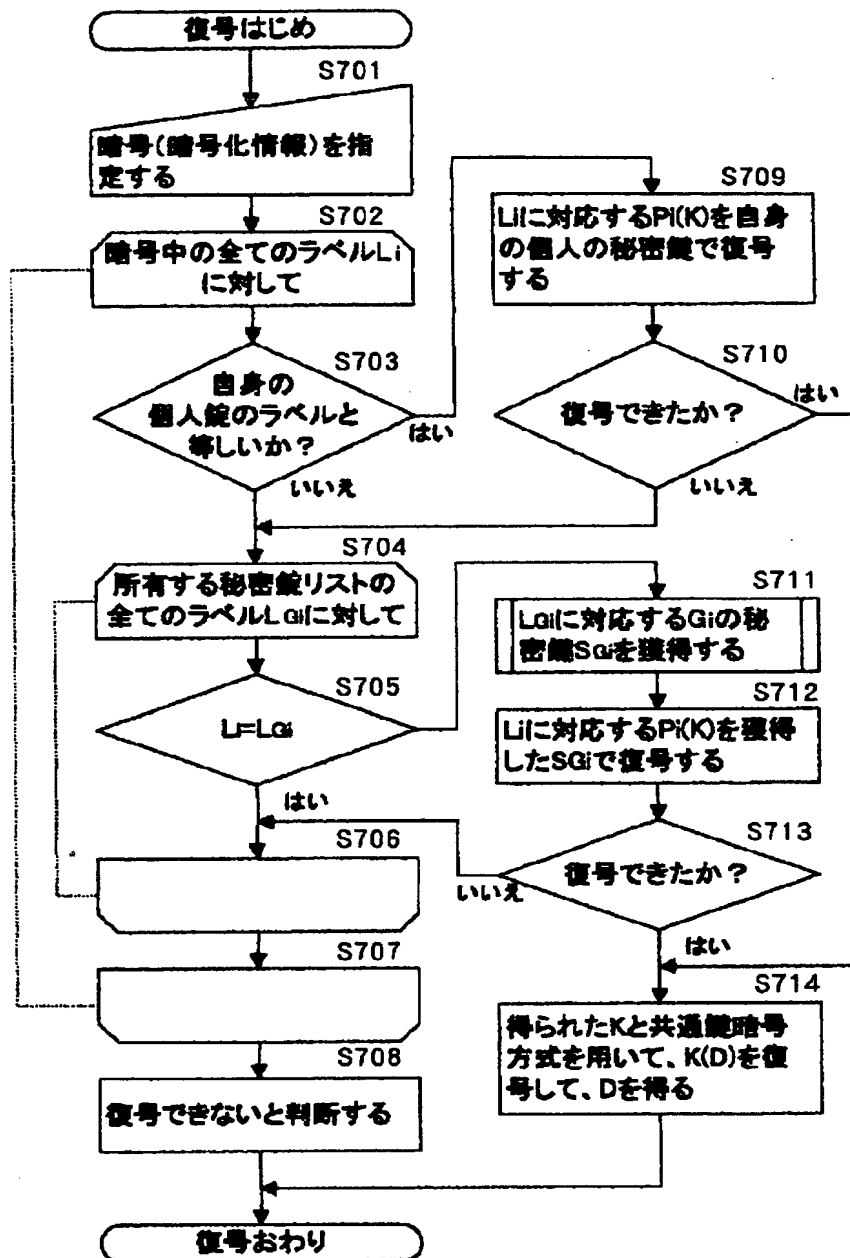 復号はじめ
S701
暗号(暗号化情報)を指
定する
S702
暗号中の全てのラベルLi
に対して
S703
自身の
個人錠のラベルと
等しいか？
はい
いいえ
S709
Liに対応するPi(K)を自身
の個人の秘密鍵で復号
する
S710
復号できたか？
はい
いいえ
S704
所有する秘密錠リストの
全てのラベルLGiに対して
S705
Li=LGi
はい
S711
LGiに対応するGiの秘
密鍵SGiを獲得する
S712
Liに対応するPi(K)を獲得
したSGiで復号する
S713
復号できたか？
いいえ
はい
S706
S707
S708
復号できないと判断する
S714
得られたKと共通鍵暗号
方式を用いて、K(D)を復
号して、Dを得る
復号おわり